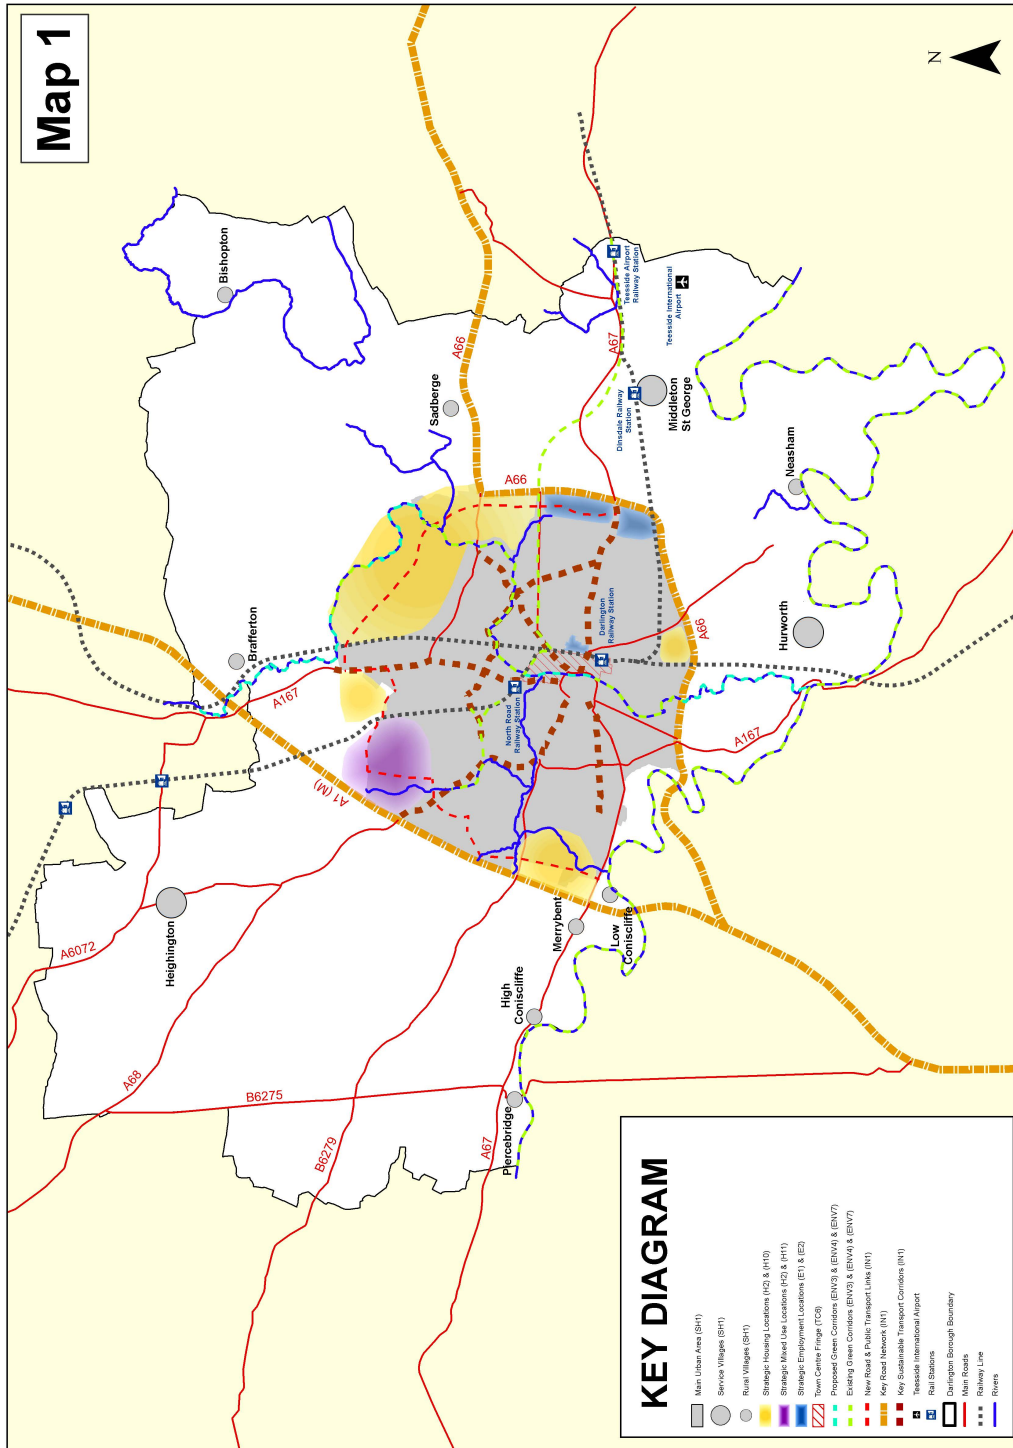 Map 1
N
Bishopton
A66
Sadberge
Teesside Airport
Railway Station
Teesside International
Airport
A67
Dinsdale Railway
Station
Middleton
St George
A66
Neasham
Brafferton
Darlington
Railway Station
A66
Hurworth
A167
North Road
Railway Station
A167
A1 (M)
Heighington
A6072
Merrybent
Low
Coniscliffe
High
Coniscliffe
A68
B6275
Piercebridge
B6279
A67
KEY DIAGRAM
Main Urban Area (SH1)
Service Villages (SH1)
Rural Villages (SH1)
Strategic Housing Locations (H2) & (H10)
Strategic Mixed Use Locations (H2) & (H11)
Strategic Employment Locations (E1) & (E2)
Town Centre Fringe (TC6)
Proposed Green Corridors (ENV3) & (ENV4) & (ENV7)
Existing Green Corridors (ENV3) & (ENV4) & (ENV7)
New Road & Public Transport Links (IN1)
Key Road Network (IN1)
Key Sustainable Transport Corridors (IN1)
Teesside International Airport
Rail Stations
Darlington Borough Boundary
Main Roads
Railway Line
Rivers